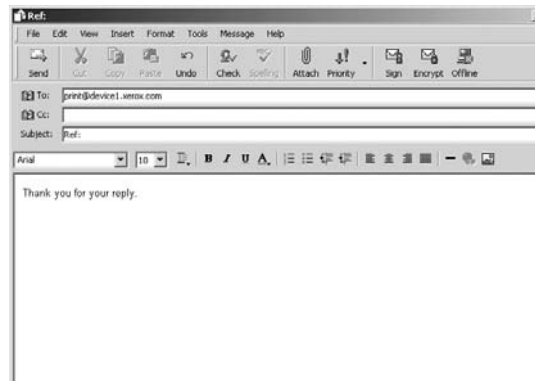 Ref:
File Edit View Insert Format Tools Message Help
Send Cut Copy Paste Undo Check Spelling Attach Priority Sign Encrypt Offline
To: print@device1.xerox.com
Cc:
Subject: Ref:
Arial 10 B I U A
Thank you for your reply.